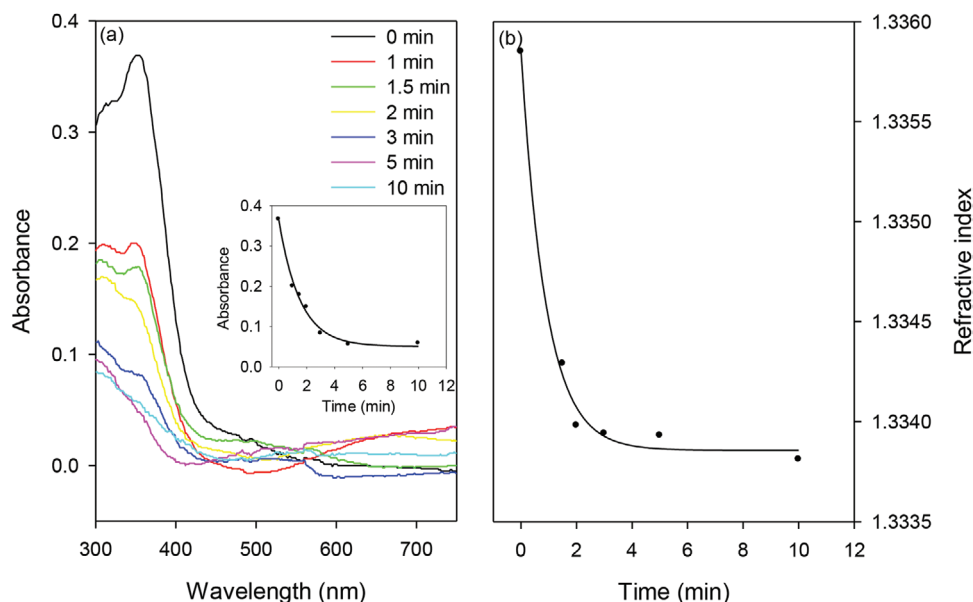 (a)
0 min
1 min
1.5 min
2 min
3 min
5 min
10 min
0.4
0.3
0.2
0.1
0.0
Absorbance
300 400 500 600 700
Wavelength (nm)
0.4
0.3
0.2
0.1
0.0
Absorbance
0 2 4 6 8 10 12
Time (min)
(b)
1.3360
1.3355
1.3350
1.3345
1.3340
1.3335
Refractive index
0 2 4 6 8 10 12
Time (min)